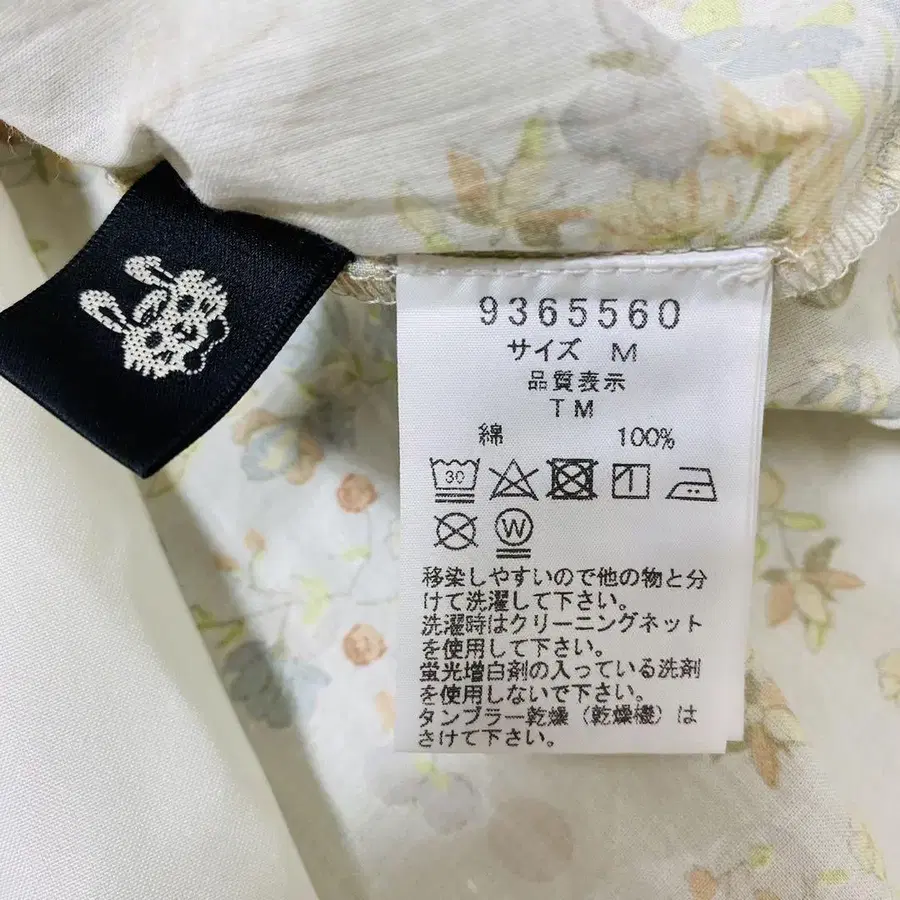 9365560
サイズ M
品質表示
TM
綿 100%
30
W
移染しやすいので他の物と分
けて洗濯して下さい。
洗濯時はクリーニングネット
を使用して下さい。
蛍光増白剤の入っている洗剤
を使用しないで下さい。
タンブラー乾燥（乾燥機）は
さけて下さい。